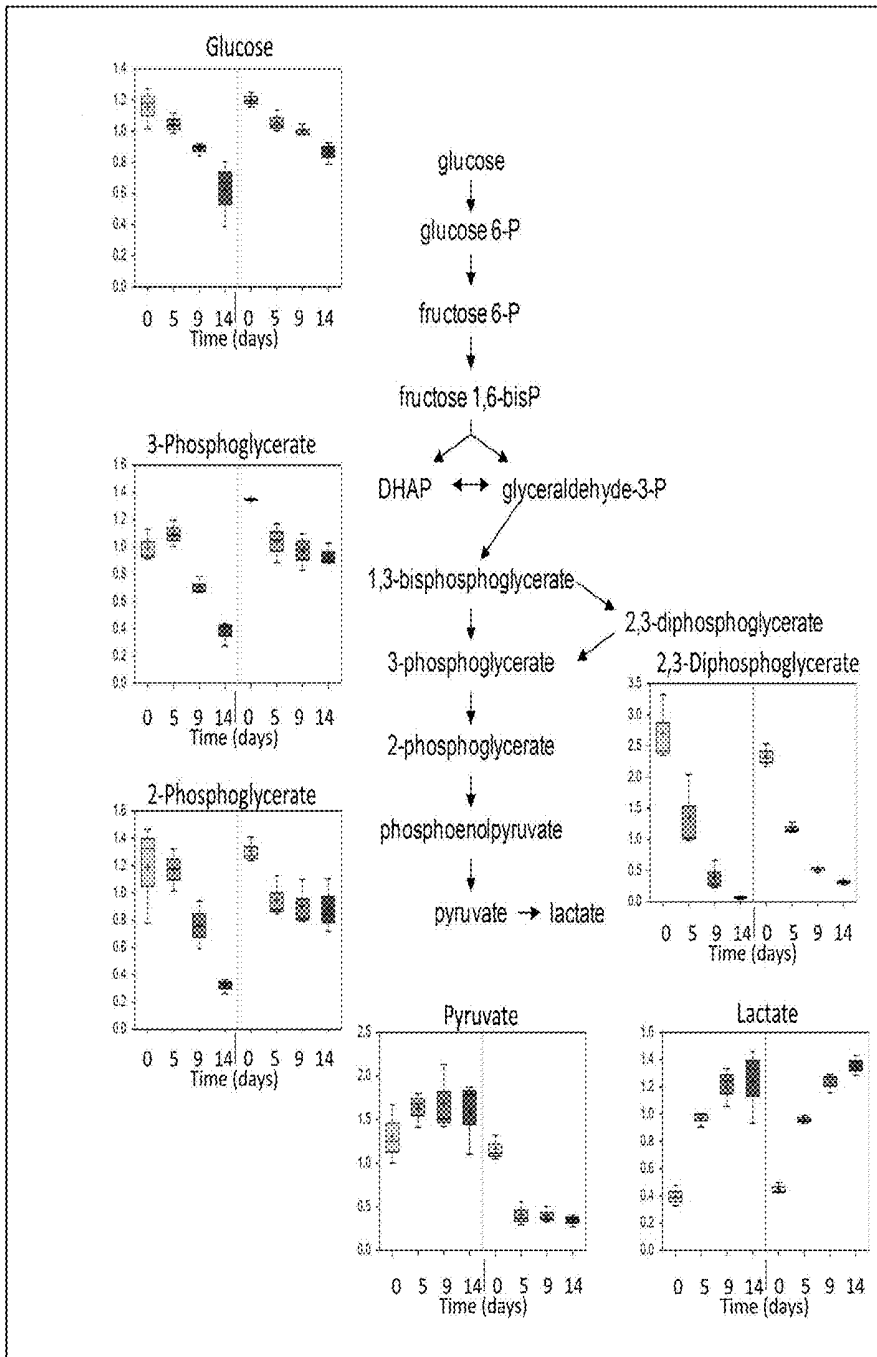 Glucose
1.4
1.2
1.0
0.8
0.6
0.4
0.2
0.0
0 5 9 14 0 5 9 14
Time (days)
glucose
glucose 6-P
fructose 6-P
fructose 1,6-bisP
DHAP
glyceraldehyde-3-P
1,3-bisphosphoglycerate
2,3-diphosphoglycerate
3-phosphoglycerate
2-phosphoglycerate
phosphoenolpyruvate
pyruvate
lactate
3-Phosphoglycerate
1.6
1.4
1.2
1.0
0.8
0.6
0.4
0.2
0.0
0 5 9 14 0 5 9 14
Time (days)
2,3-Diphosphoglycerate
3.5
3.0
2.5
2.0
1.5
1.0
0.5
0.0
0 5 9 14 0 5 9 14
Time (days)
2-Phosphoglycerate
1.6
1.4
1.2
1.0
0.8
0.6
0.4
0.2
0.0
0 5 9 14 0 5 9 14
Time (days)
Pyruvate
2.5
2.0
1.5
1.0
0.5
0.0
0 5 9 14 0 5 9 14
Time (days)
Lactate
1.6
1.4
1.2
1.0
0.8
0.6
0.4
0.2
0.0
0 5 9 14 0 5 9 14
Time (days)